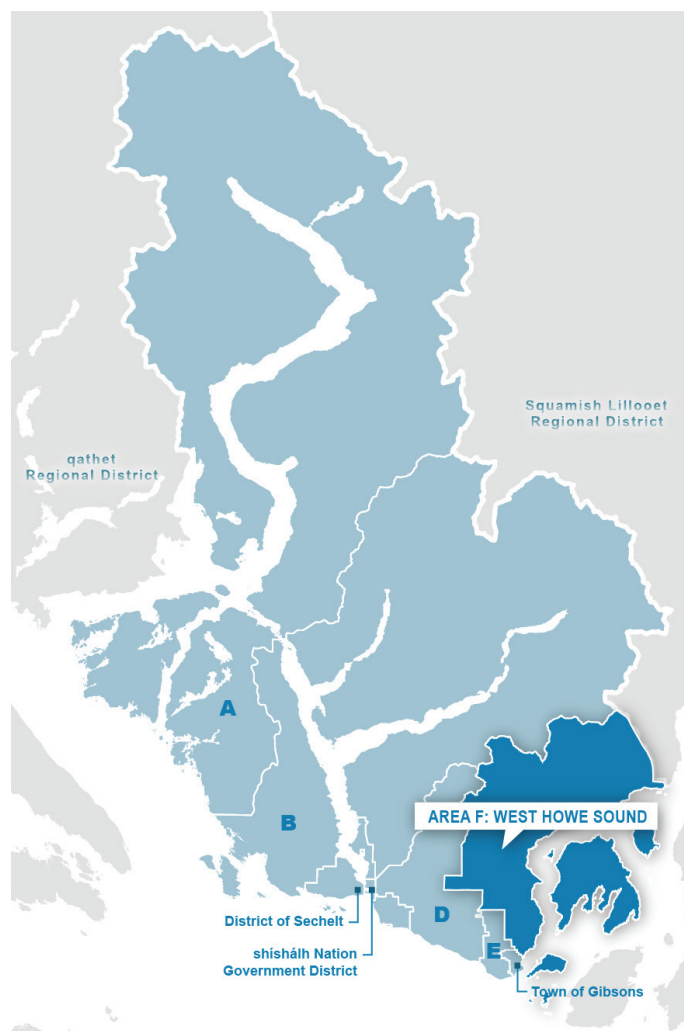 Squamish Lillooet
Regional District
qathet
Regional District
A
AREA F: WEST HOWE SOUND
B
D
District of Sechelt
E
shíshálh Nation
Government District
Town of Gibsons